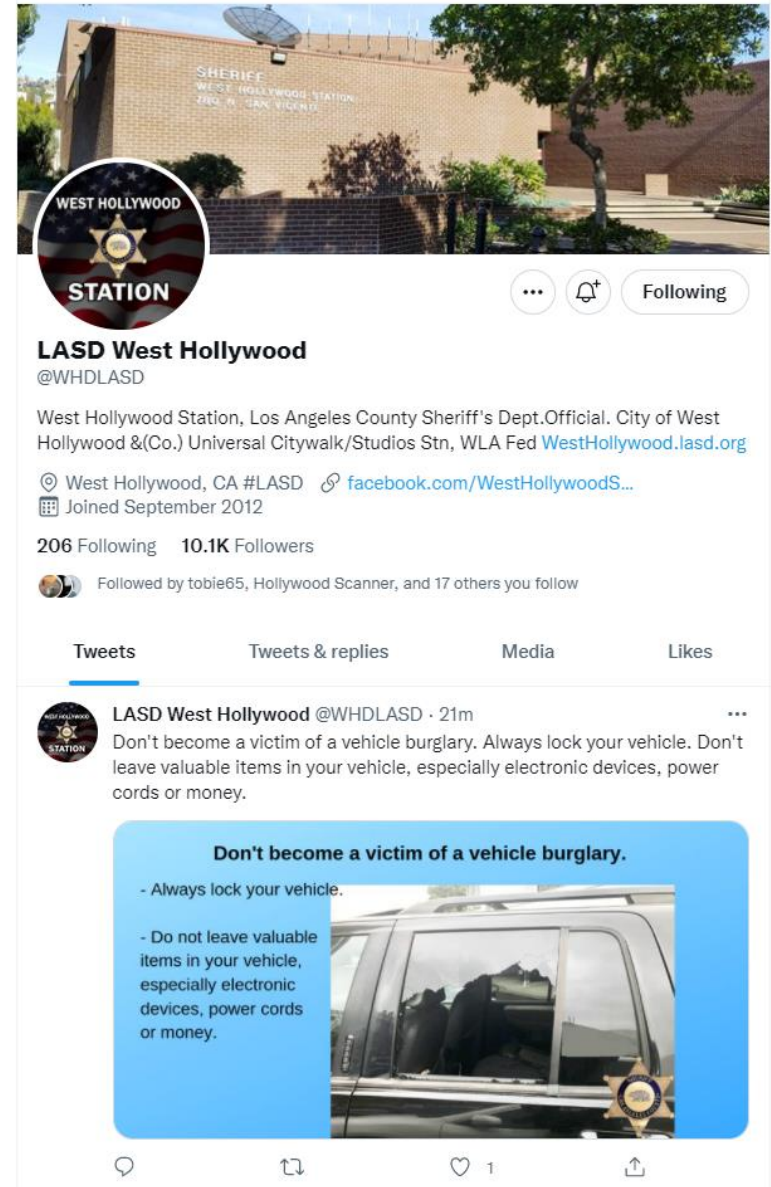 SHERIFF
WEST HOLLYWOOD STATION
780 N. SAN VICENTE
WEST HOLLYWOOD
STATION
Following
LASD West Hollywood
@WHDLASD
West Hollywood Station, Los Angeles County Sheriff's Dept.Official. City of West
Hollywood &(Co.) Universal Citywalk/Studios Stn, WLA Fed WestHollywood.lasd.org
West Hollywood, CA #LASD facebook.com/WestHollywoodS...
Joined September 2012
206 Following 10.1K Followers
Followed by tobie65, Hollywood Scanner, and 17 others you follow
Tweets Tweets & replies Media Likes
WEST HOLLYWOOD
STATION
LASD West Hollywood @WHDLASD · 21m
Don't become a victim of a vehicle burglary. Always lock your vehicle. Don't
leave valuable items in your vehicle, especially electronic devices, power
cords or money.
Don't become a victim of a vehicle burglary.
- Always lock your vehicle.
- Do not leave valuable
items in your vehicle,
especially electronic
devices, power cords
or money.
1